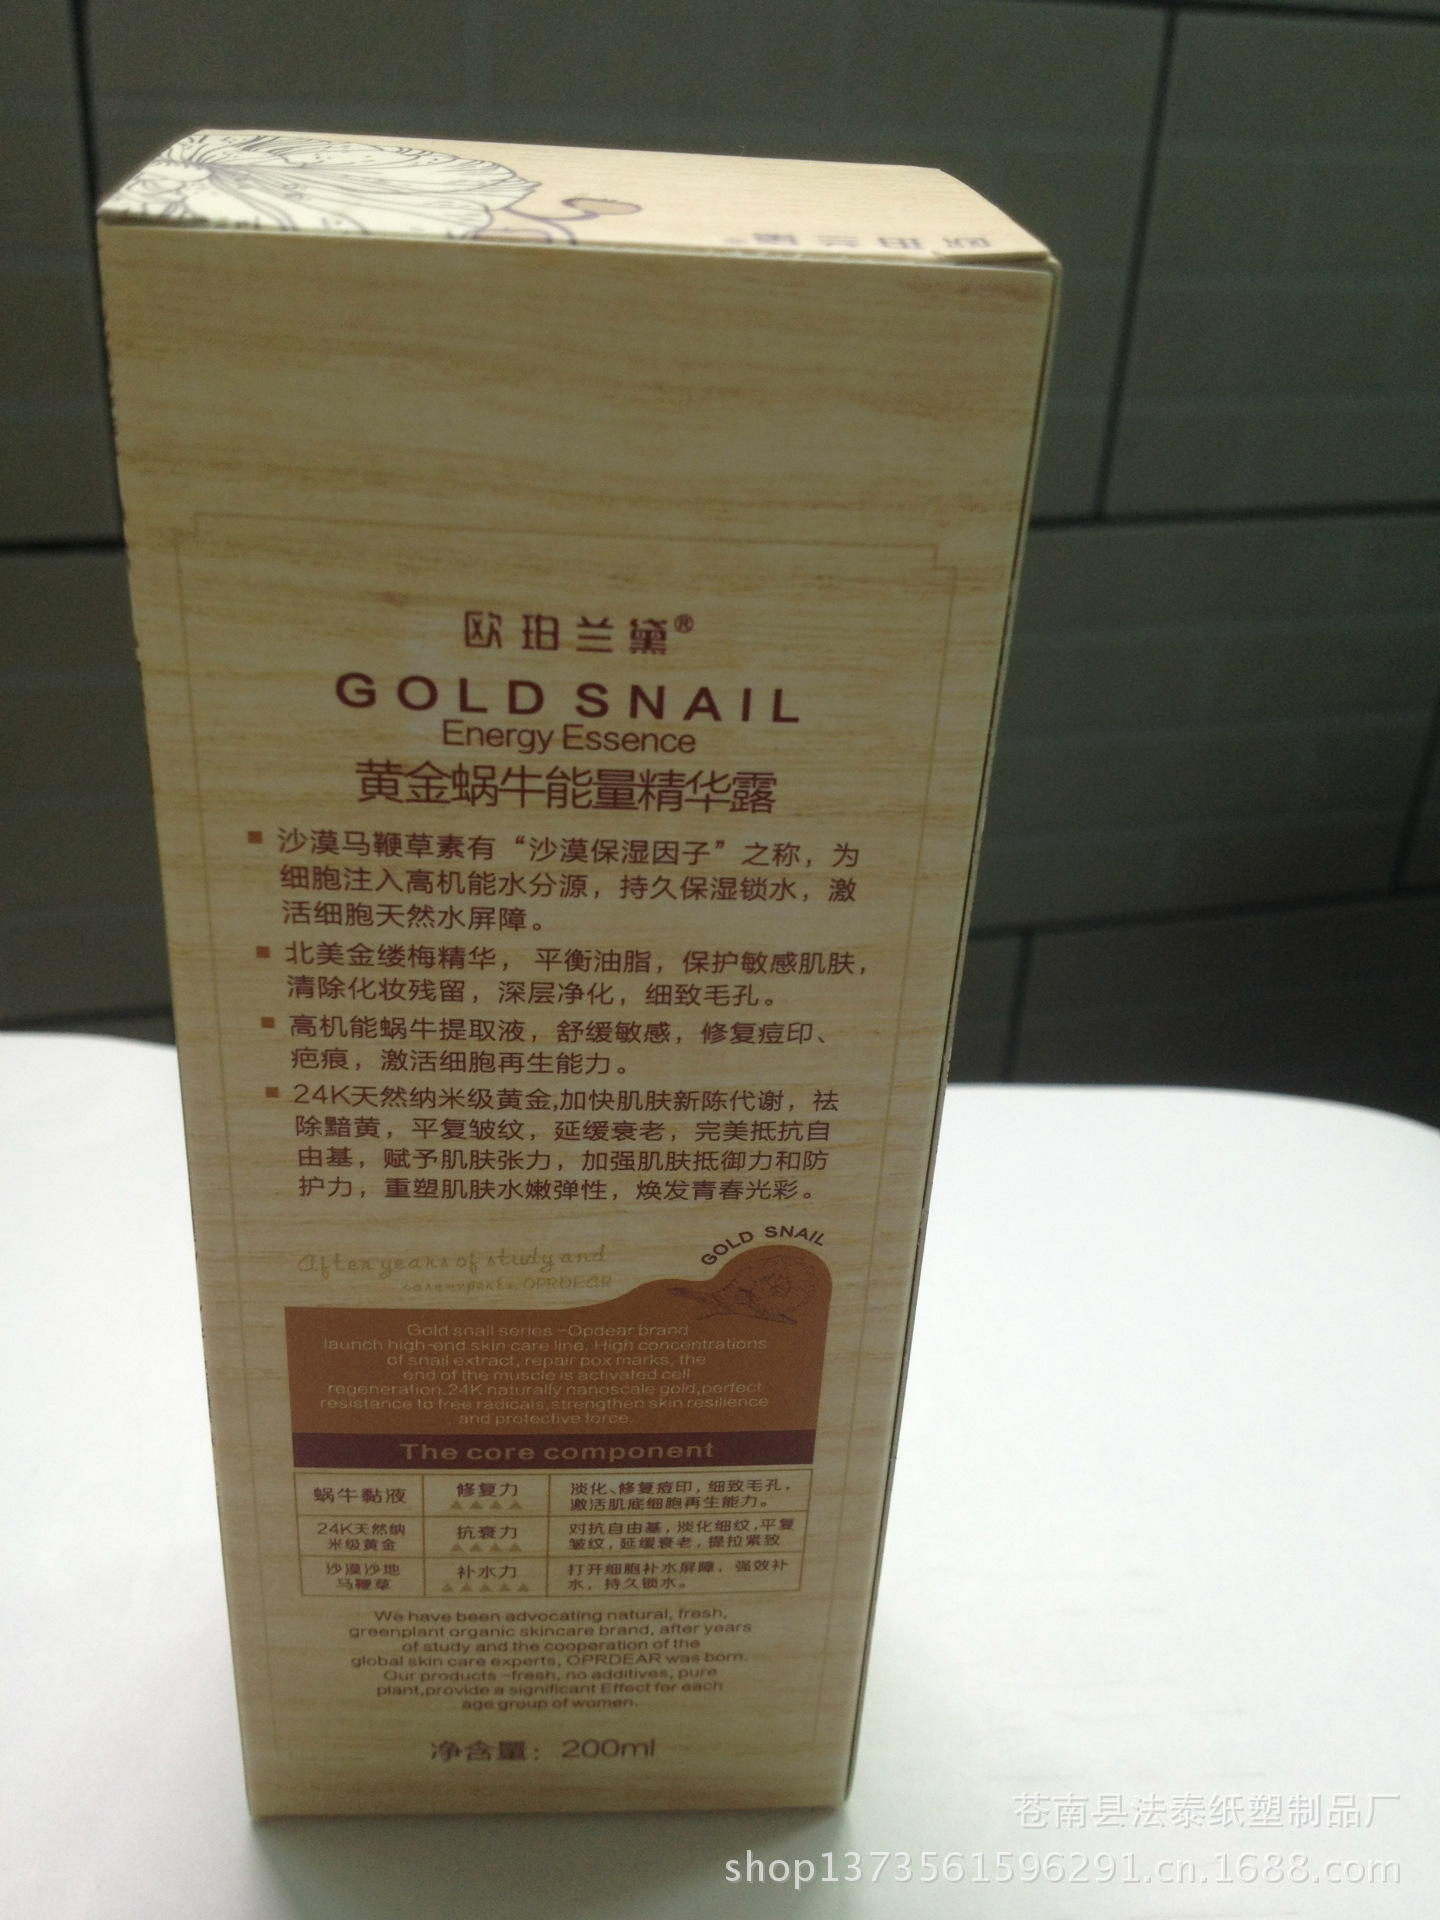 欧珀兰黛®
欧珀兰黛®
GOLD SNAIL
Energy Essence
黄金蜗牛能量精华露
■ 沙漠马鞭草素有“沙漠保湿因子”之称，为
细胞注入高机能水分源，持久保湿锁水，激
活细胞天然水屏障。
■ 北美金缕梅精华，平衡油脂，保护敏感肌肤，
清除化妆残留，深层净化，细致毛孔。
■ 高机能蜗牛提取液，舒缓敏感，修复痘印、
疤痕，激活细胞再生能力。
■ 24K天然纳米级黄金,加快肌肤新陈代谢，祛
除黯黄，平复皱纹，延缓衰老，完美抵抗自
由基，赋予肌肤张力，加强肌肤抵御力和防
护力，重塑肌肤水嫩弹性，焕发青春光彩。
GOLD SNAIL
After years of study and
care experts, OPRDEAR
Gold snail series -Opdear brand
launch high-end skin care line. High concentrations
of snail extract, repair pox marks, the
end of the muscle is activated cell
regeneration.24K naturally nanoscale gold,perfect
resistance to free radicals,strengthen skin resilience
and protective force.
The core component
蜗牛黏液 修复力 淡化、修复痘印，细致毛孔，
▲▲▲▲ 激活肌底细胞再生能力。
24K天然纳 抗衰力 对抗自由基，淡化细纹，平复
米级黄金 ▲▲▲▲ 皱纹，延缓衰老，提拉紧致
沙漠沙地 补水力 打开细胞补水屏障，强效补
马鞭草 ▲▲▲▲▲ 水，持久锁水。
We have been advocating natural, fresh,
greenplant organic skincare brand, after years
of study and the cooperation of the
global skin care experts, OPRDEAR was born.
Our products -fresh, no additives, pure
plant,provide a significant Effect for each
age group of women.
净含量：200ml
苍南县法泰纸塑制品厂
shop1373561596291.cn.1688.com